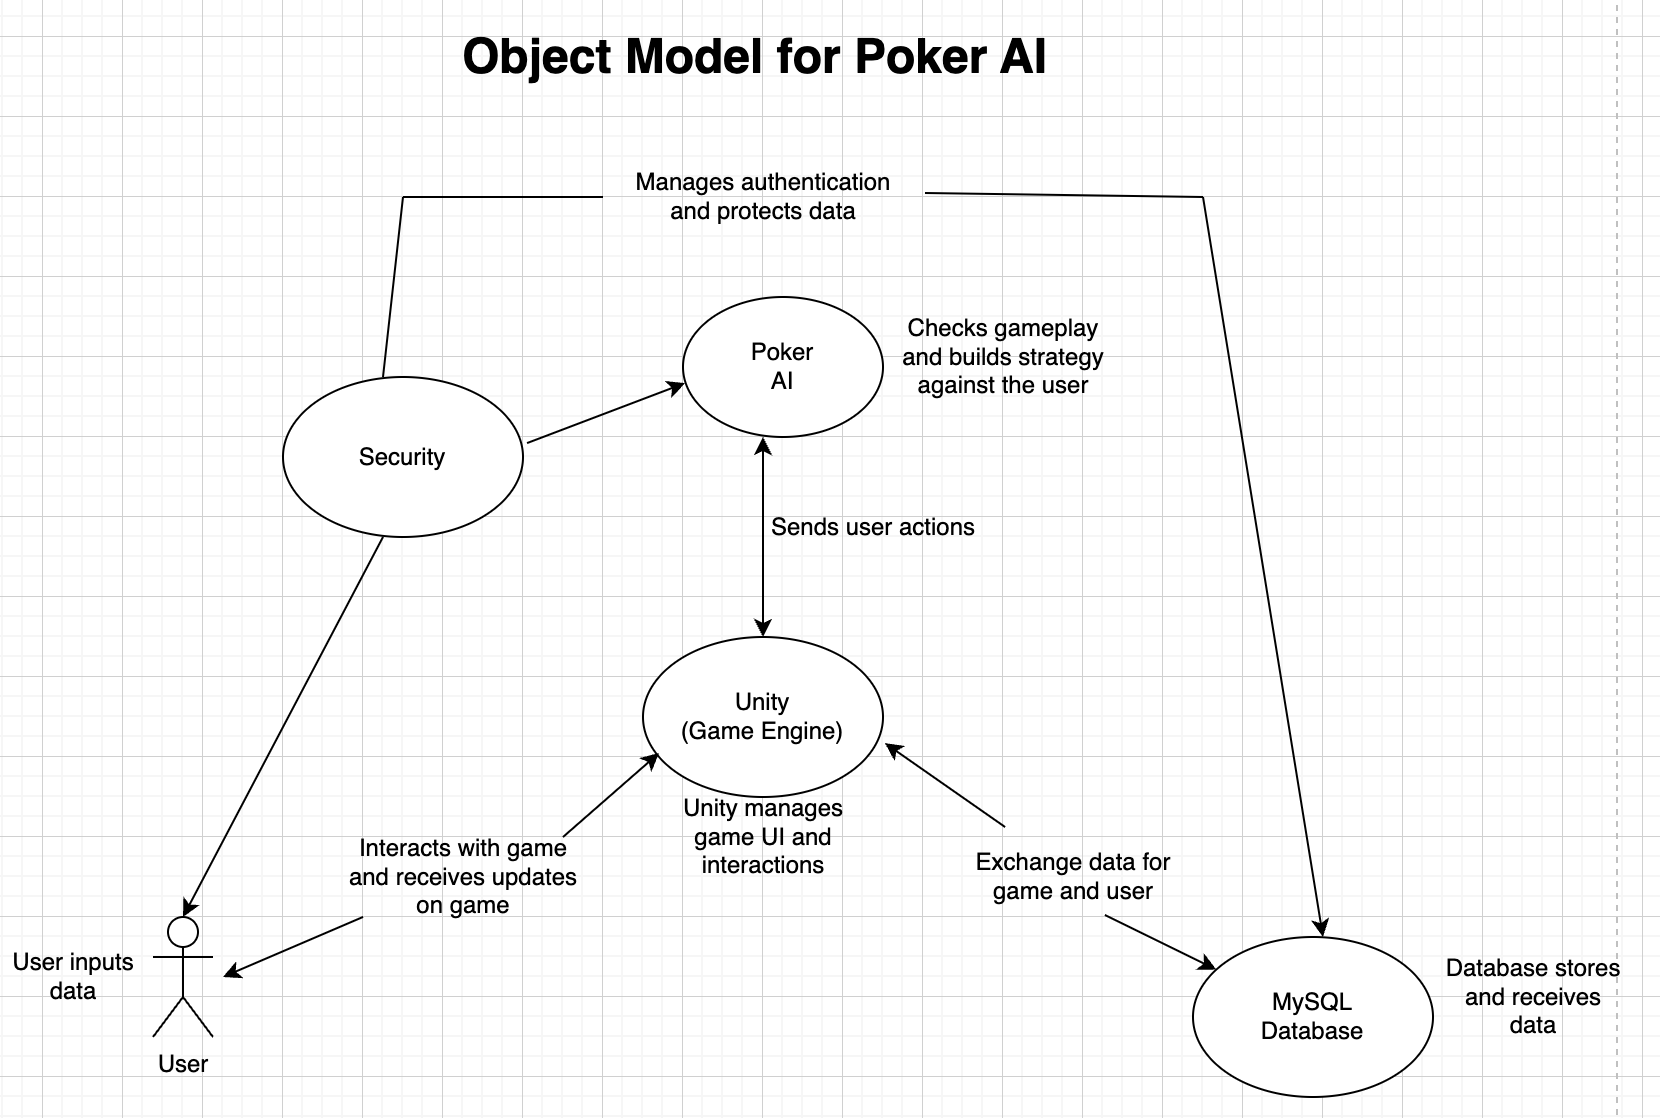 Object Model for Poker AI
Manages authentication
and protects data
Poker
AI
Checks gameplay
and builds strategy
against the user
Security
Sends user actions
Unity
(Game Engine)
Unity manages
game UI and
interactions
Interacts with game
and receives updates
on game
Exchange data for
game and user
User inputs
data
User
MySQL
Database
Database stores
and receives
data